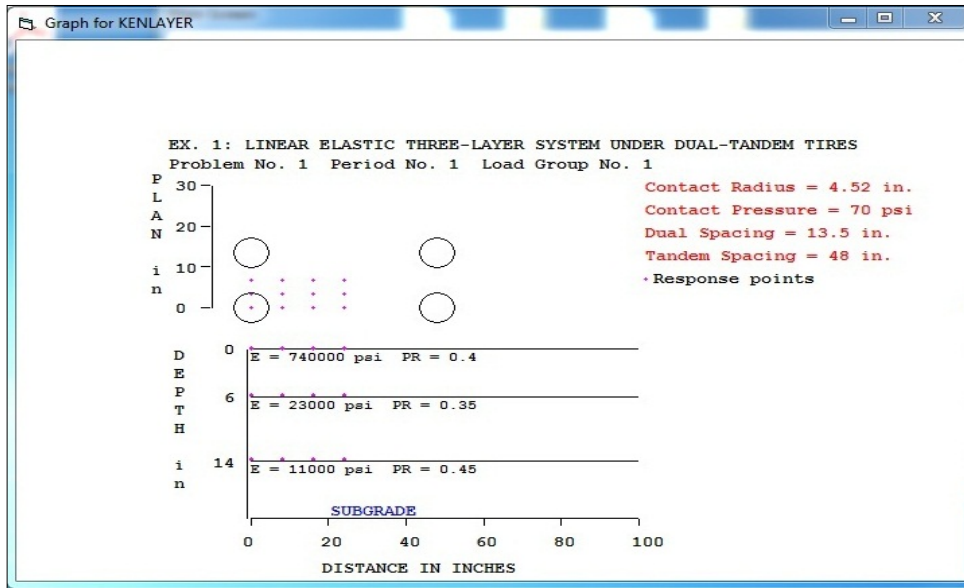 Graph for KENLAYER
EX. 1: LINEAR ELASTIC THREE-LAYER SYSTEM UNDER DUAL-TANDEM TIRES
Problem No. 1 Period No. 1 Load Group No. 1
PLAN in
30
20
10
0
Contact Radius = 4.52 in.
Contact Pressure = 70 psi
Dual Spacing = 13.5 in.
Tandem Spacing = 48 in.
Response points
DEPTH in
0
E = 740000 psi PR = 0.4
6
E = 23000 psi PR = 0.35
14
E = 11000 psi PR = 0.45
SUBGRADE
0 20 40 60 80 100
DISTANCE IN INCHES